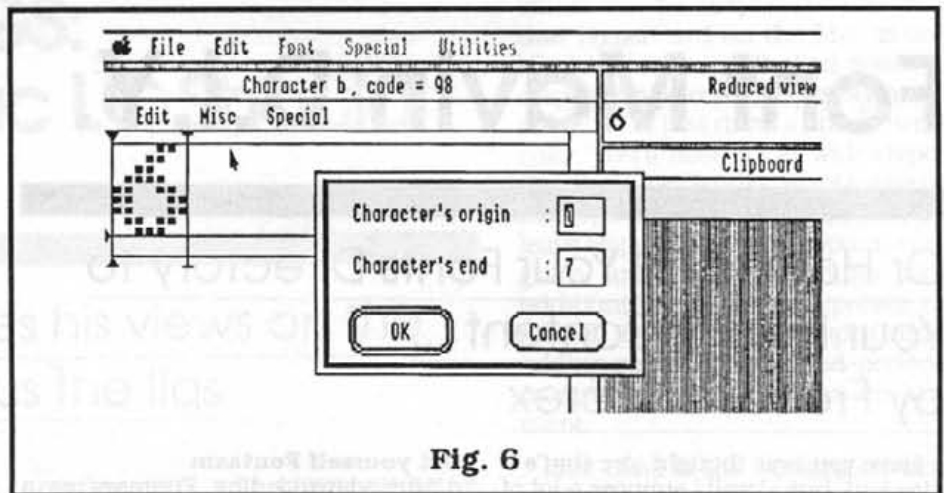 File Edit Font Special Utilities
Character b, code = 98
Reduced view
Edit Misc Special
Clipboard
Character's origin :
Character's end : 7
OK Cancel
Fig. 6